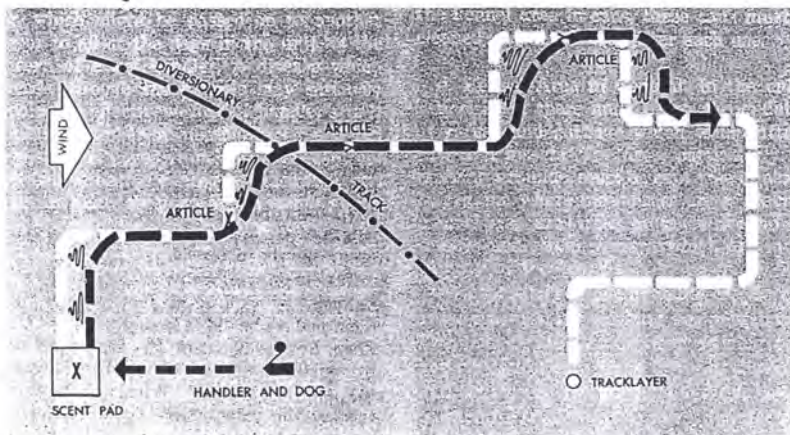 DIVERSIONARY
ARTICLE
WIND
ARTICLE
TRACK
ARTICLE
X
X
HANDLER AND DOG
TRACKLAYER
SCENT PAD